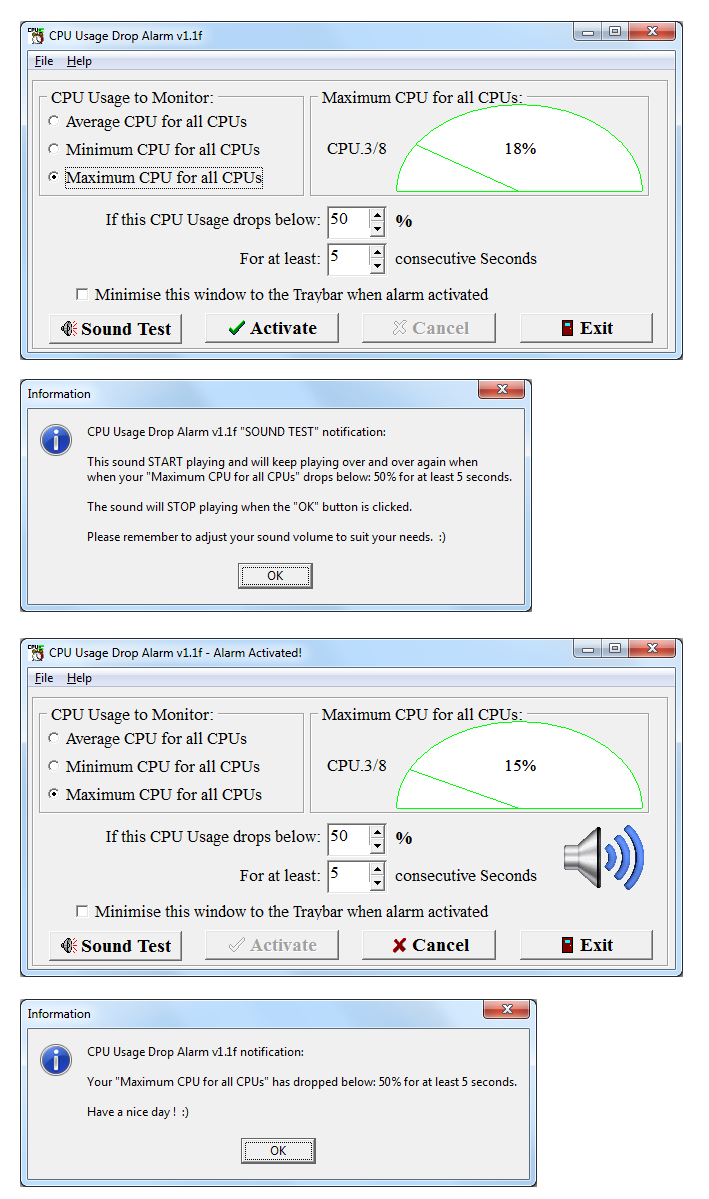 CPU Usage Drop Alarm v1.1f
File Help
CPU Usage to Monitor:
Average CPU for all CPUs
Minimum CPU for all CPUs
Maximum CPU for all CPUs
Maximum CPU for all CPUs:
CPU.3/8 18%
If this CPU Usage drops below: 50 %
For at least: 5 consecutive Seconds
Minimise this window to the Traybar when alarm activated
Sound Test Activate Cancel Exit
Information
CPU Usage Drop Alarm v1.1f "SOUND TEST" notification:
This sound START playing and will keep playing over and over again when
when your "Maximum CPU for all CPUs" drops below: 50% for at least 5 seconds.
The sound will STOP playing when the "OK" button is clicked.
Please remember to adjust your sound volume to suit your needs. :)
OK
CPU Usage Drop Alarm v1.1f - Alarm Activated!
File Help
CPU Usage to Monitor:
Average CPU for all CPUs
Minimum CPU for all CPUs
Maximum CPU for all CPUs
Maximum CPU for all CPUs:
CPU.3/8 15%
If this CPU Usage drops below: 50 %
For at least: 5 consecutive Seconds
Minimise this window to the Traybar when alarm activated
Sound Test Activate Cancel Exit
Information
CPU Usage Drop Alarm v1.1f notification:
Your "Maximum CPU for all CPUs" has dropped below: 50% for at least 5 seconds.
Have a nice day ! :)
OK